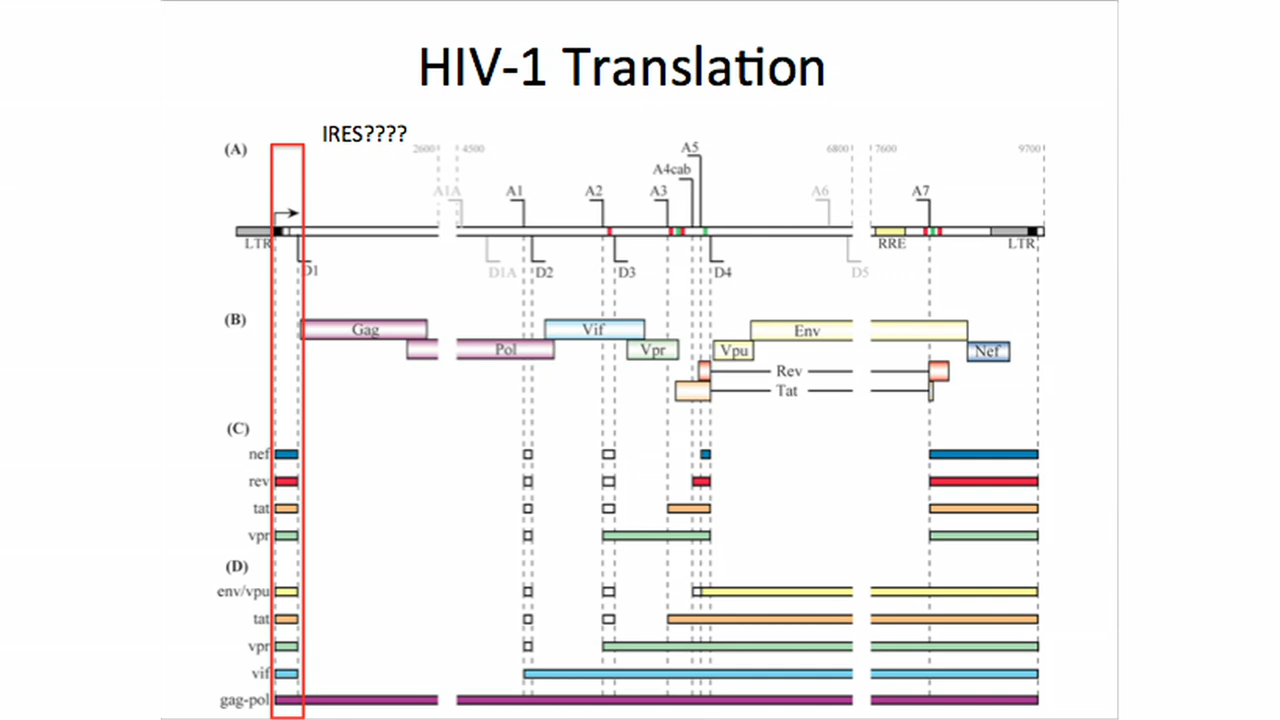 HIV-1 Translation
IRES????
(A)
2600 4500 6800 7600 9700
A1A A1 A2 A3 A4cab A5 A6 A7
LTR RRE LTR
D1 D1A D2 D3 D4 D5
(B)
Gag Vif Env
Pol Vpr Vpu Nef
Rev
Tat
(C)
nef
rev
tat
vpr
(D)
env/vpu
tat
vpr
vif
gag-pol